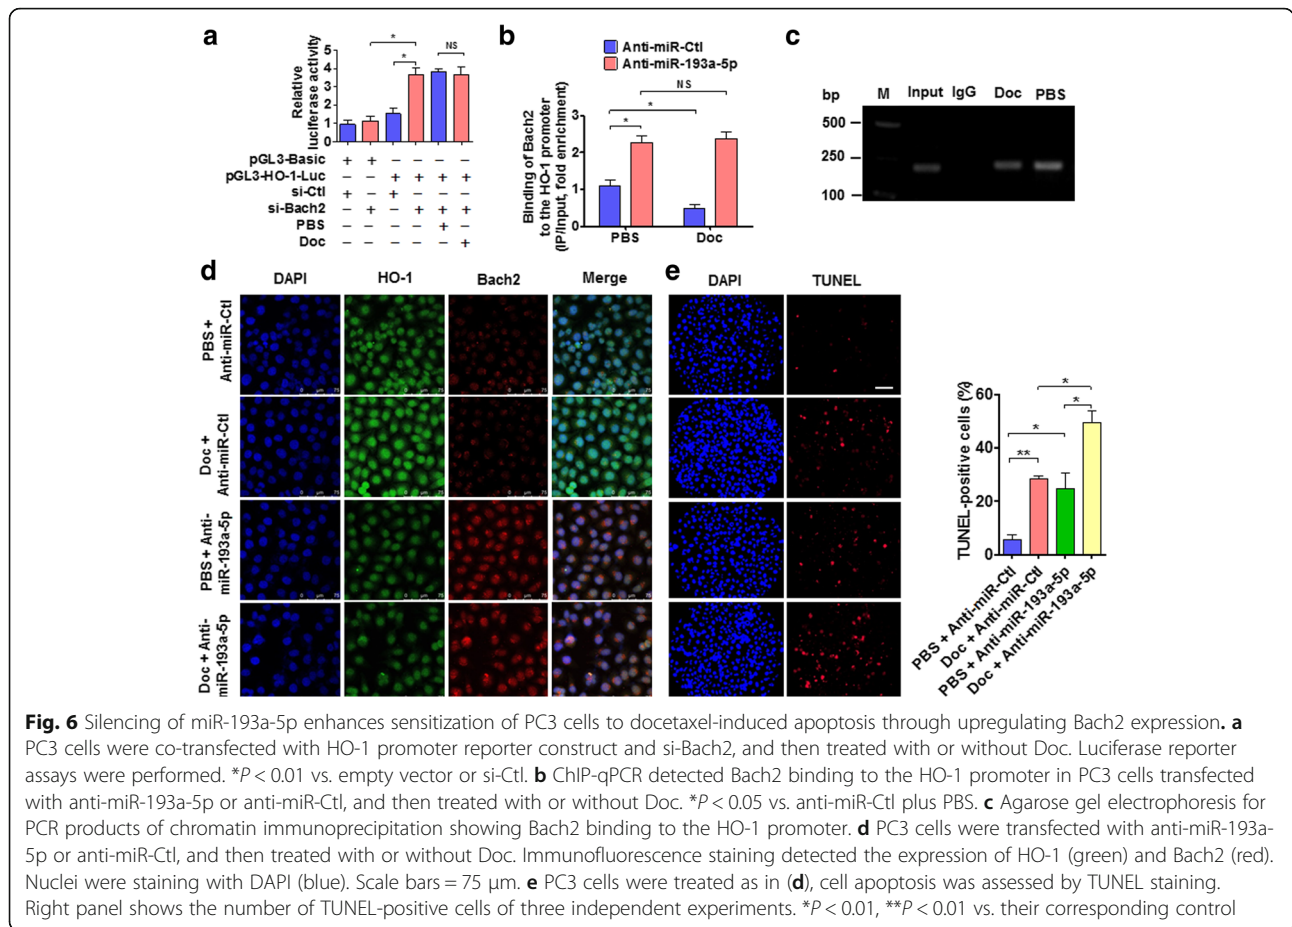 a
Relative
luciferase activity
5
4
3
2
1
0
*
*
NS
pGL3-Basic + + – – – –
pGL3-HO-1-Luc – – + + + +
si-Ctl + – + – – –
si-Bach2 – + – + + +
PBS – – – – + –
Doc – – – – – +
b
Anti-miR-Ctl
Anti-miR-193a-5p
Binding of Bach2
to the HO-1 promoter
(IP/Input, fold enrichment)
3
2
1
0
*
*
NS
PBS Doc
c
bp M Input IgG Doc PBS
500
250
100
d
DAPI HO-1 Bach2 Merge
PBS +
Anti-miR-Ctl
Doc +
Anti-miR-Ctl
PBS + Anti-
miR-193a-5p
Doc + Anti-
miR-193a-5p
e
DAPI TUNEL
TUNEL-positive cells (%)
60
40
20
0
**
*
*
*
PBS + Anti-miR-Ctl
Doc + Anti-miR-Ctl
PBS + Anti-miR-193a-5p
Doc + Anti-miR-193a-5p
Fig. 6 Silencing of miR-193a-5p enhances sensitization of PC3 cells to docetaxel-induced apoptosis through upregulating Bach2 expression. a
PC3 cells were co-transfected with HO-1 promoter reporter construct and si-Bach2, and then treated with or without Doc. Luciferase reporter
assays were performed. *P < 0.01 vs. empty vector or si-Ctl. b ChIP-qPCR detected Bach2 binding to the HO-1 promoter in PC3 cells transfected
with anti-miR-193a-5p or anti-miR-Ctl, and then treated with or without Doc. *P < 0.05 vs. anti-miR-Ctl plus PBS. c Agarose gel electrophoresis for
PCR products of chromatin immunoprecipitation showing Bach2 binding to the HO-1 promoter. d PC3 cells were transfected with anti-miR-193a-
5p or anti-miR-Ctl, and then treated with or without Doc. Immunofluorescence staining detected the expression of HO-1 (green) and Bach2 (red).
Nuclei were staining with DAPI (blue). Scale bars = 75 μm. e PC3 cells were treated as in (d), cell apoptosis was assessed by TUNEL staining.
Right panel shows the number of TUNEL-positive cells of three independent experiments. *P < 0.01, **P < 0.01 vs. their corresponding control